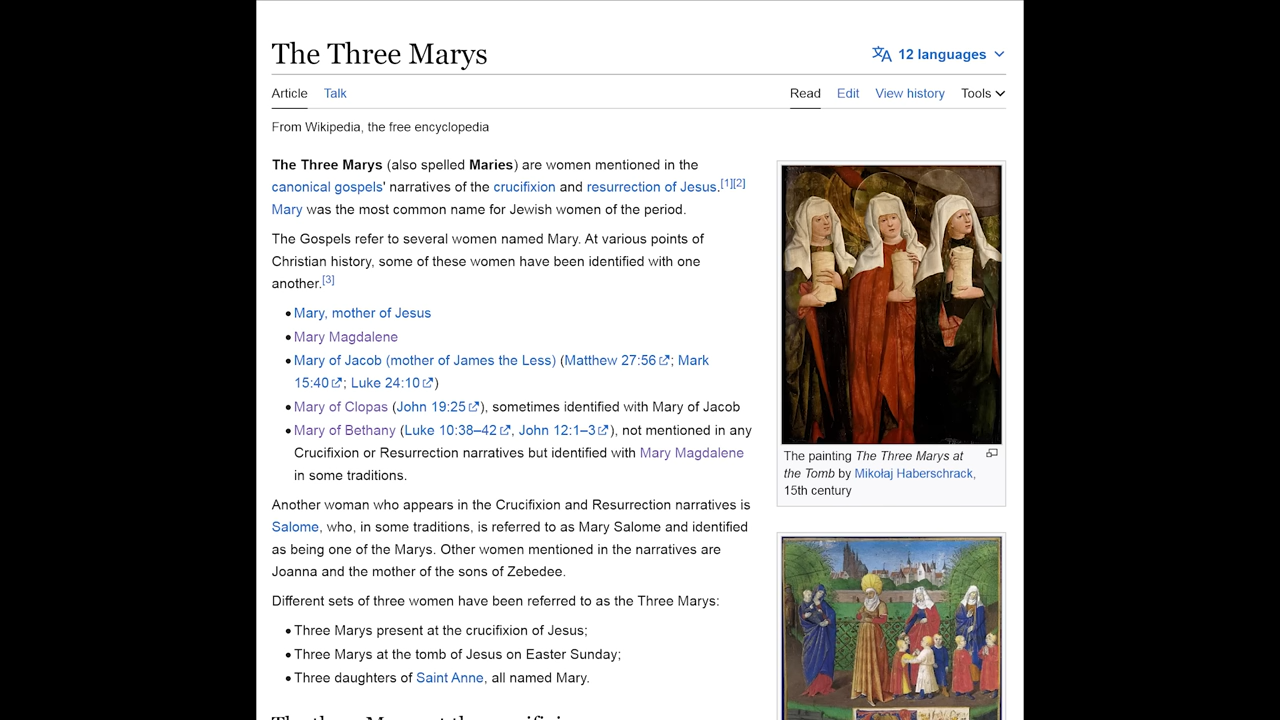 The Three Marys
12 languages
Article Talk
Read Edit View history Tools
From Wikipedia, the free encyclopedia
The Three Marys (also spelled Maries) are women mentioned in the
canonical gospels' narratives of the crucifixion and resurrection of Jesus.[1][2]
Mary was the most common name for Jewish women of the period.
The Gospels refer to several women named Mary. At various points of
Christian history, some of these women have been identified with one
another.[3]
• Mary, mother of Jesus
• Mary Magdalene
• Mary of Jacob (mother of James the Less) (Matthew 27:56; Mark
15:40; Luke 24:10)
• Mary of Clopas (John 19:25), sometimes identified with Mary of Jacob
• Mary of Bethany (Luke 10:38–42, John 12:1–3), not mentioned in any
Crucifixion or Resurrection narratives but identified with Mary Magdalene
in some traditions.
Another woman who appears in the Crucifixion and Resurrection narratives is
Salome, who, in some traditions, is referred to as Mary Salome and identified
as being one of the Marys. Other women mentioned in the narratives are
Joanna and the mother of the sons of Zebedee.
Different sets of three women have been referred to as the Three Marys:
• Three Marys present at the crucifixion of Jesus;
• Three Marys at the tomb of Jesus on Easter Sunday;
• Three daughters of Saint Anne, all named Mary.
The painting The Three Marys at
the Tomb by Mikołaj Haberschrack,
15th century